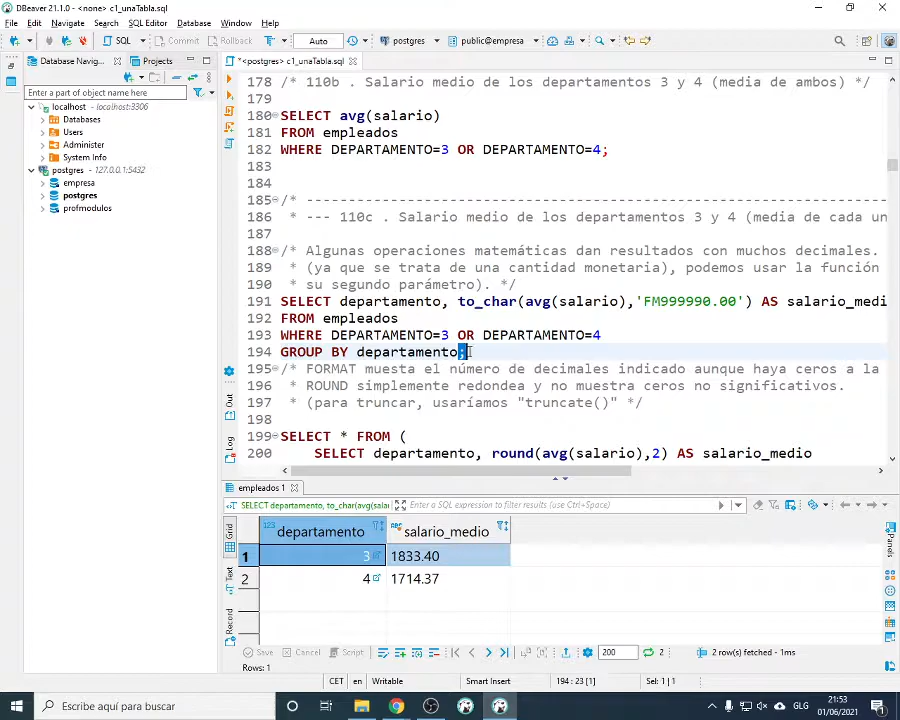 DBeaver 21.1.0 - <none> c1_unaTabla.sql
File Edit Navigate Search SQL Editor Database Window Help
SQL Commit Rollback T Auto postgres public@empresa
Database Navig... Projects
Enter a part of object name here
localhost - localhost:3306
Databases
Users
Administer
System Info
postgres - 127.0.0.1:5432
empresa
postgres
profmodulos
*<postgres> c1_unaTabla.sql
178 /* 110b . Salario medio de los departamentos 3 y 4 (media de ambos) */
179
180 SELECT avg(salario)
181 FROM empleados
182 WHERE DEPARTAMENTO=3 OR DEPARTAMENTO=4;
183
184
185 /* ---------------------------------------------------------------------
186 * --- 110c . Salario medio de los departamentos 3 y 4 (media de cada un
187
188 /* Algunas operaciones matemáticas dan resultados con muchos decimales.
189 * (ya que se trata de una cantidad monetaria), podemos usar la función
190 * su segundo parámetro). */
191 SELECT departamento, to_char(avg(salario),'FM999990.00') AS salario_medi
192 FROM empleados
193 WHERE DEPARTAMENTO=3 OR DEPARTAMENTO=4
194 GROUP BY departamento;
195 /* FORMAT muesta el número de decimales indicado aunque haya ceros a la
196 * ROUND simplemente redondea y no muestra ceros no significativos.
197 * (para truncar, usaríamos "truncate()" */
198
199 SELECT * FROM (
200 SELECT departamento, round(avg(salario),2) AS salario_medio
Out
Log
empleados 1
SELECT departamento, to_char(avg(salar Enter a SQL expression to filter results (use Ctrl+Space)
Grid
Text
Record
Panels
123 departamento ABC salario_medio
1 3 1833.40
2 4 1714.37
Save Cancel Script 200 2 2 row(s) fetched - 1ms
Rows: 1
CET en Writable Smart Insert 194 : 23 [1] Sel: 1 | 1
Escribe aquí para buscar
GLG
21:53
01/06/2021
1